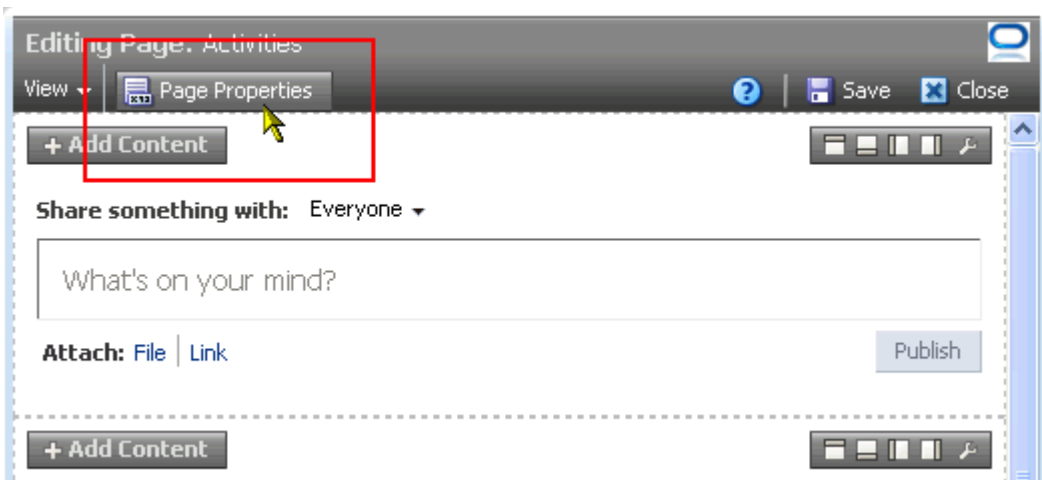 Editing Page: Activities
View Page Properties ? Save Close
+ Add Content
Share something with: Everyone
What's on your mind?
Attach: File Link Publish
+ Add Content